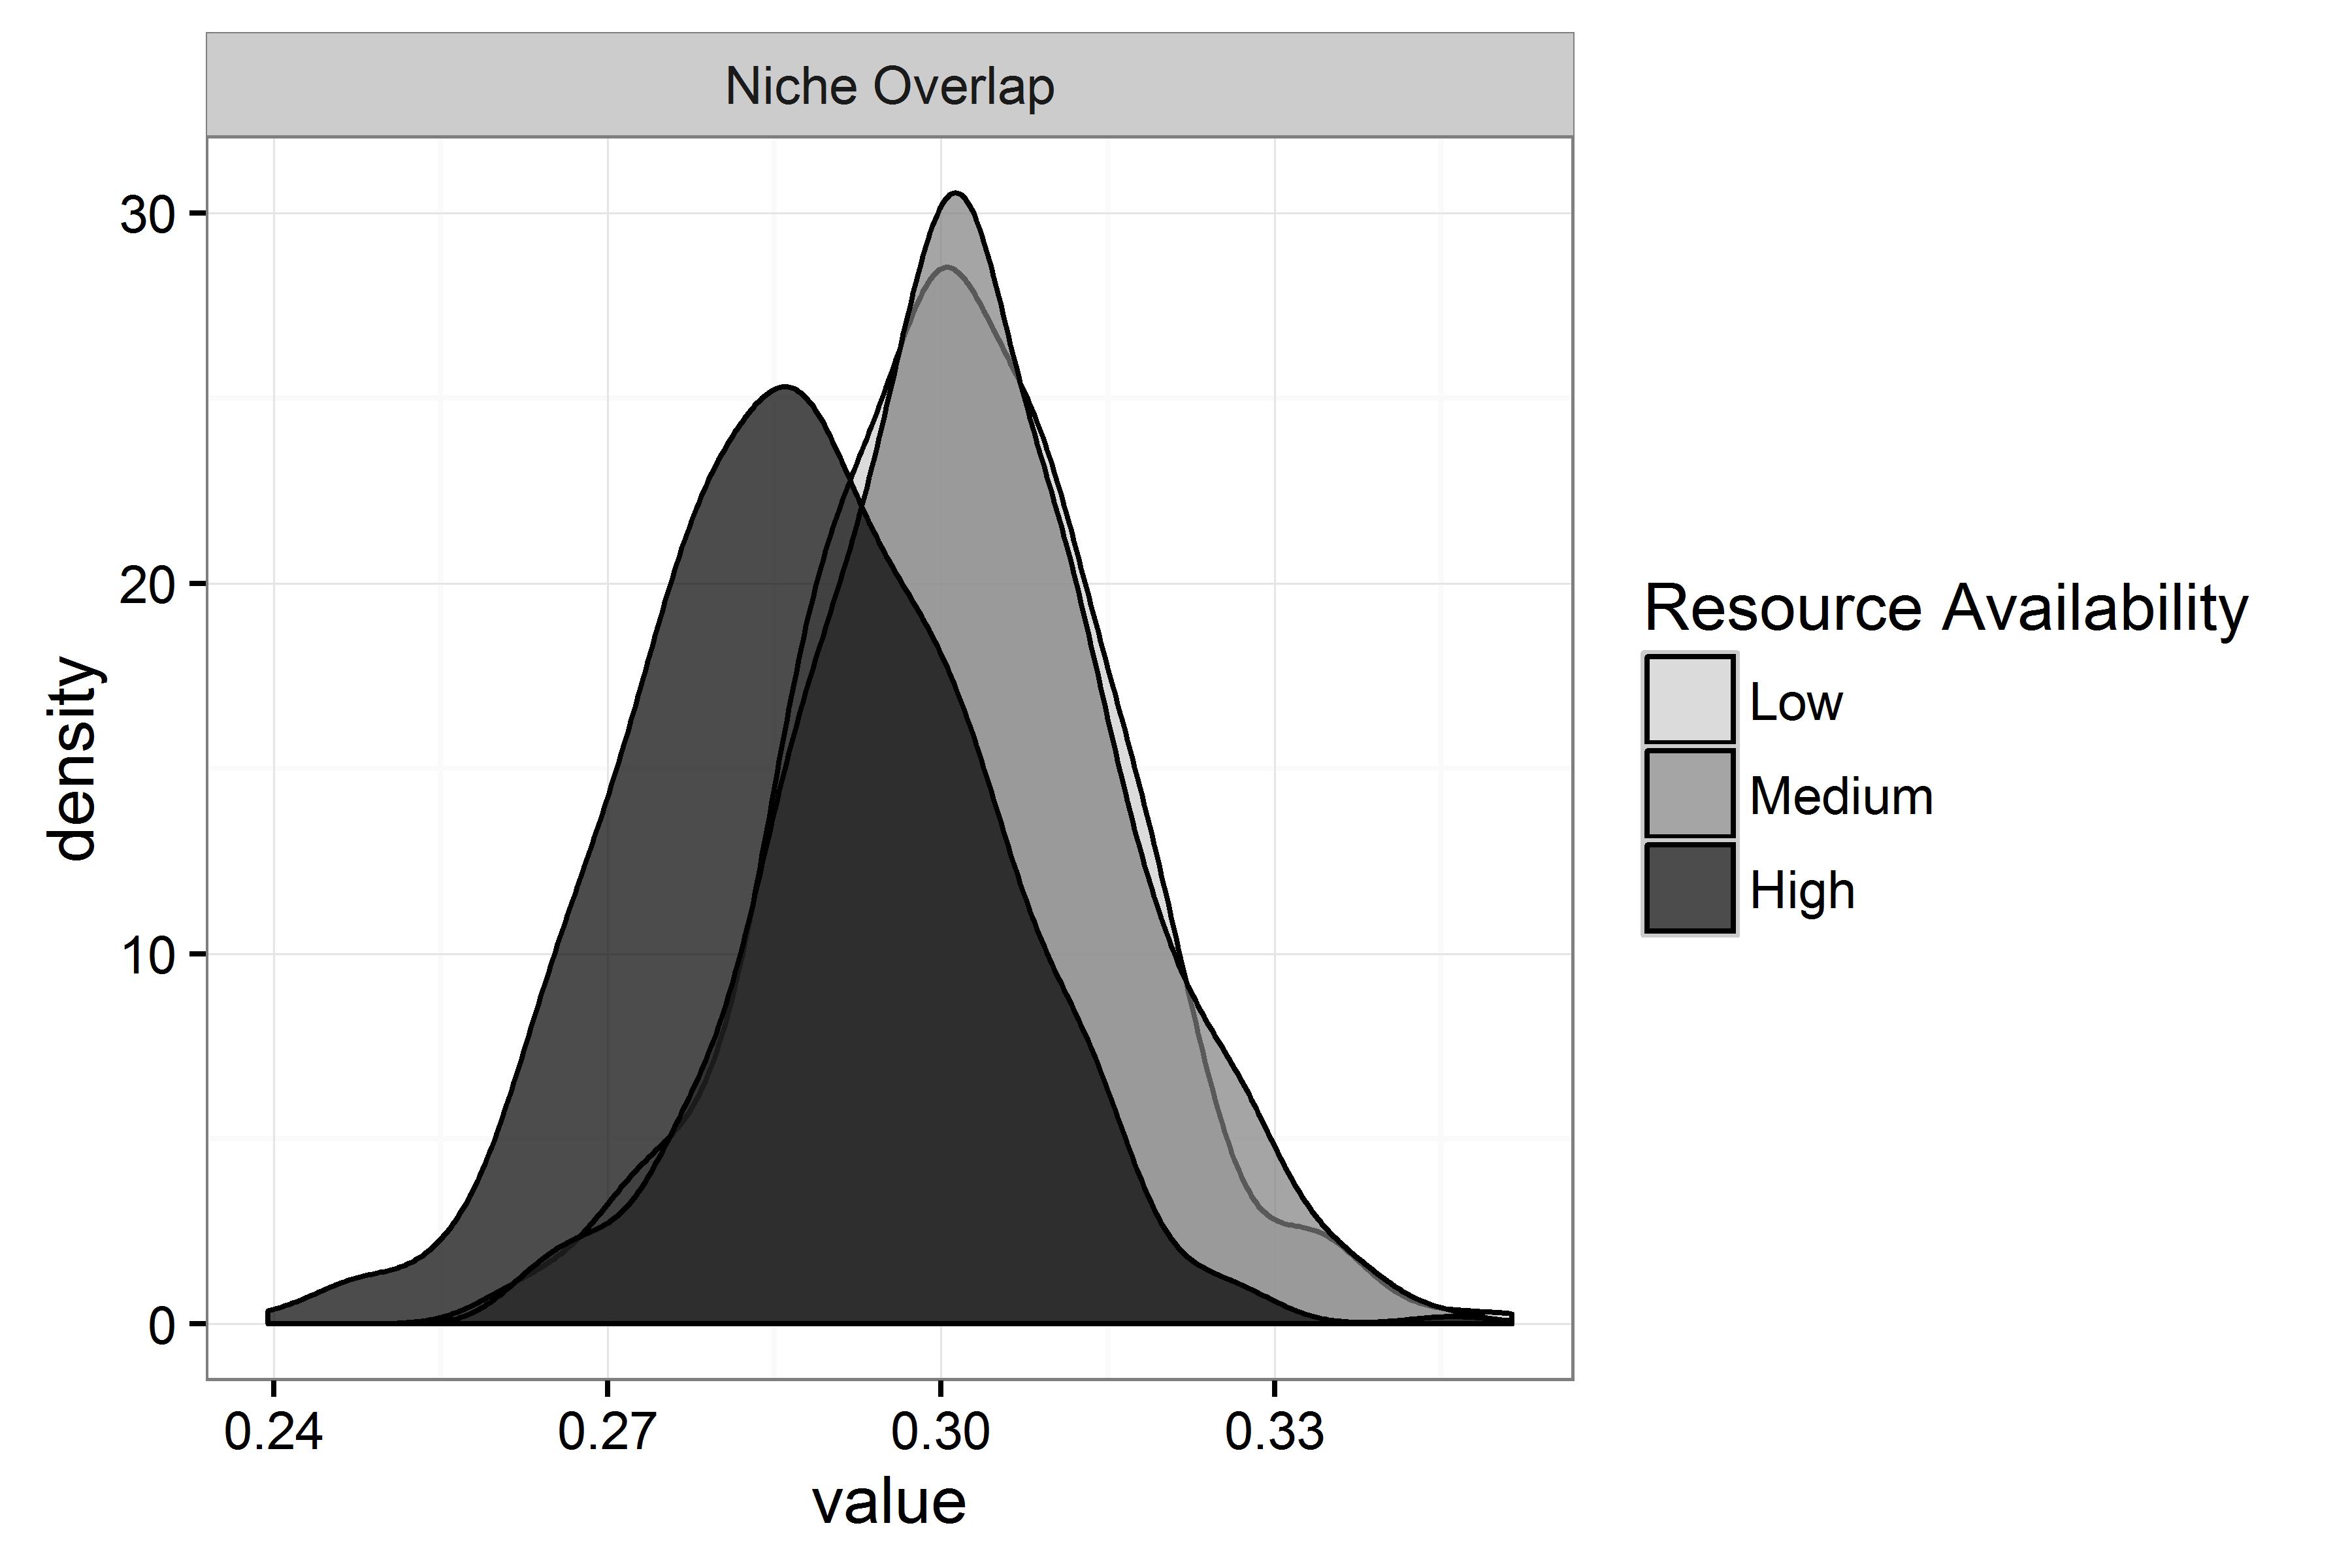 Niche Overlap
30
20
10
0
density
0.24 0.27 0.30 0.33
value
Resource Availability
Low
Medium
High